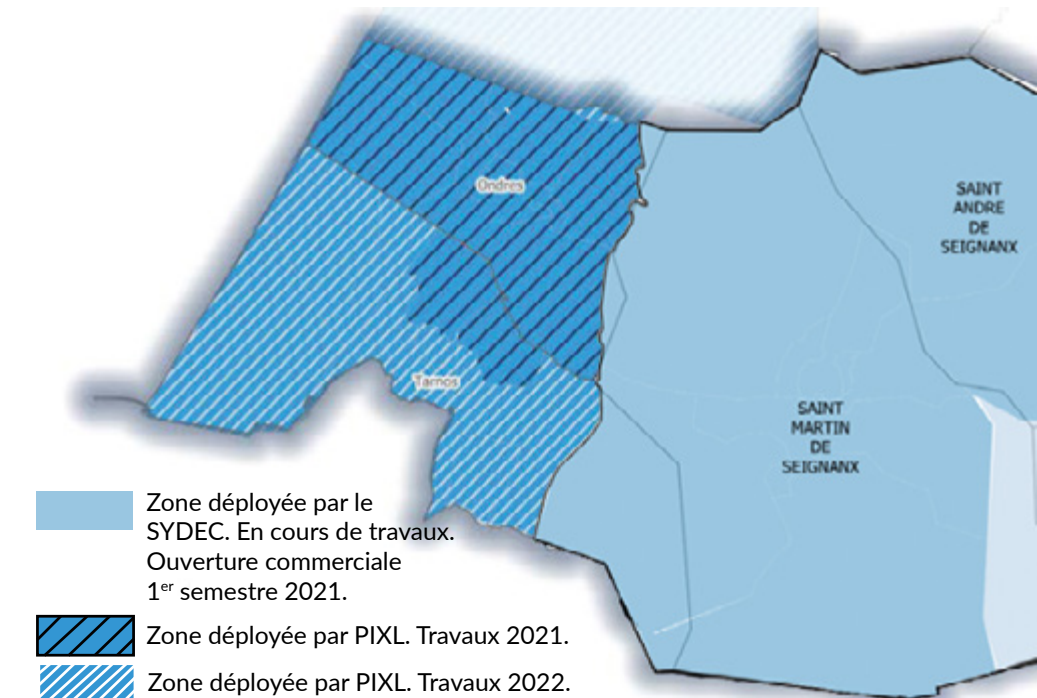 Ondres
SAINT
ANDRE
DE
SEIGNANX
Tarnos
SAINT
MARTIN
DE
SEIGNANX
Zone déployée par le
SYDEC. En cours de travaux.
Ouverture commerciale
1er semestre 2021.
Zone déployée par PIXL. Travaux 2021.
Zone déployée par PIXL. Travaux 2022.